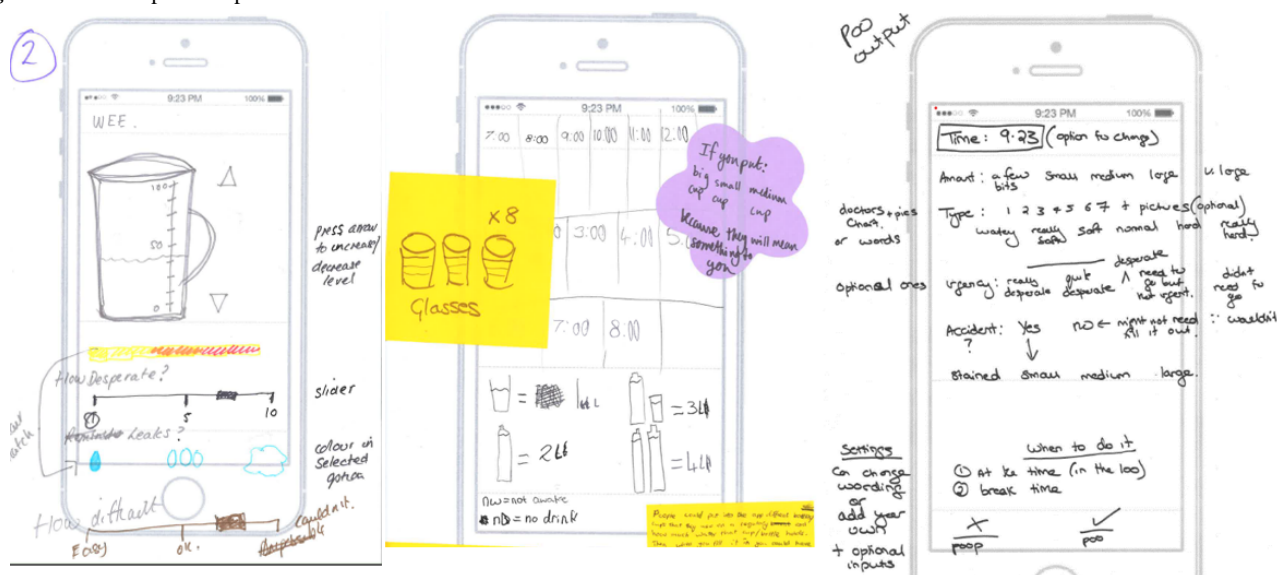 2
9:23 PM
100%
WEE.
100
50
0
press arrow
to increase/
decrease
level
How Desperate?
slider
5
10
Leaks?
colour in
selected
option
How difficult
Easy
ok.
couldn't.
9:23 PM
100%
7:00 8:00 9:00 10:00 11:00 12:00
3:00 4:00 5:0
7:00 8:00
x8
Glasses
If you put:
big small medium
cup cup cup
because they will mean
something to
you
= 1L
= 3L
= 2L
= 4L
nw=not awake
nD = no drink
Poo
output
9:23 PM
100%
Time: 9.23 (option to change)
Amount: a few bits small medium large v. large
doctors + pics
chart.
or words
Type: 1 2 3 4 5 6 7 + pictures (optional)
watery really soft soft normal hard really hard.
optional ones
Urgency: really desperate quite desperate desperate need to go but not urgent. didn't need to go
Accident: Yes no ← might not need fill it out. :: wouldn't
?
stained small medium large.
Settings
Can change
wording
or
add your
own
+ optional
inputs
When to do it
① At the time (in the loo)
② break time
X
poop
✓
poo